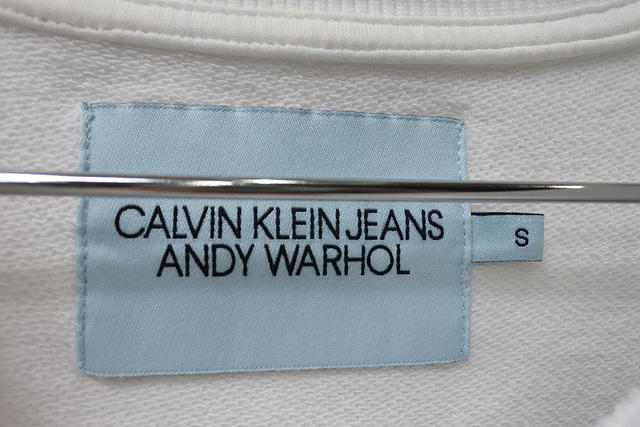 CALVIN KLEIN JEANS
ANDY WARHOL
S